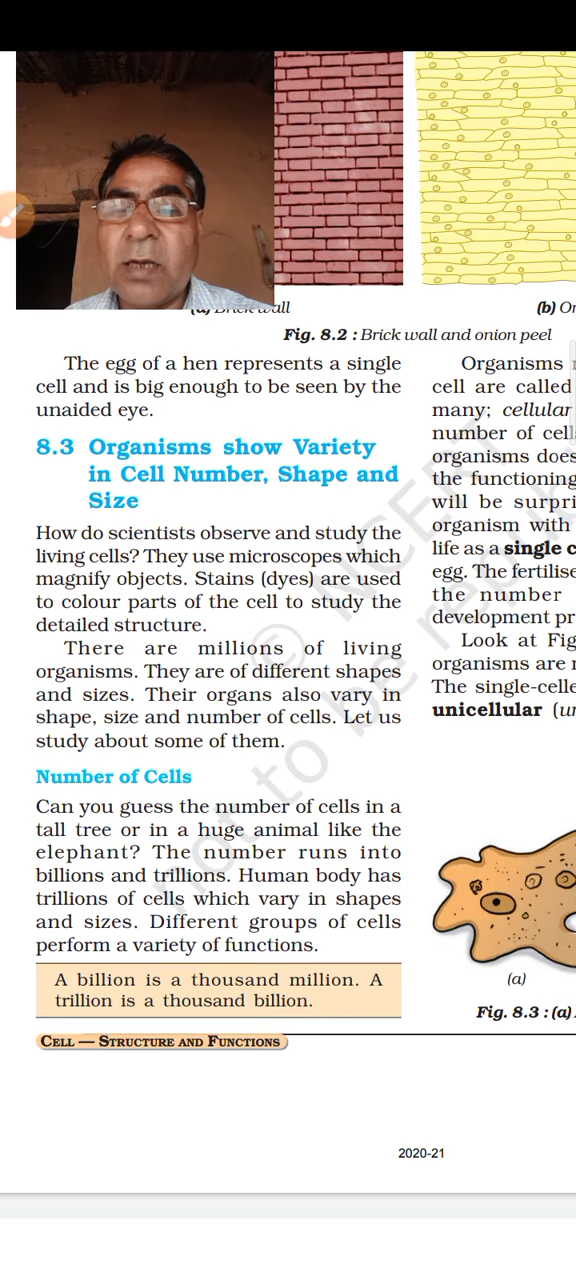 (a) Brick wall
(b) On
Fig. 8.2 : Brick wall and onion peel
The egg of a hen represents a single
cell and is big enough to be seen by the
unaided eye.
8.3 Organisms show Variety
in Cell Number, Shape and
Size
How do scientists observe and study the
living cells? They use microscopes which
magnify objects. Stains (dyes) are used
to colour parts of the cell to study the
detailed structure.
There are millions of living
organisms. They are of different shapes
and sizes. Their organs also vary in
shape, size and number of cells. Let us
study about some of them.
Number of Cells
Can you guess the number of cells in a
tall tree or in a huge animal like the
elephant? The number runs into
billions and trillions. Human body has
trillions of cells which vary in shapes
and sizes. Different groups of cells
perform a variety of functions.
A billion is a thousand million. A
trillion is a thousand billion.
CELL — STRUCTURE AND FUNCTIONS
Organisms
cell are called
many; cellular
number of cell
organisms does
the functioning
will be surpri
organism with
life as a single c
egg. The fertilise
the number
development pr
Look at Fig
organisms are
The single-celle
unicellular (un
(a)
Fig. 8.3 : (a)
2020-21
© NCERT
not to be republ